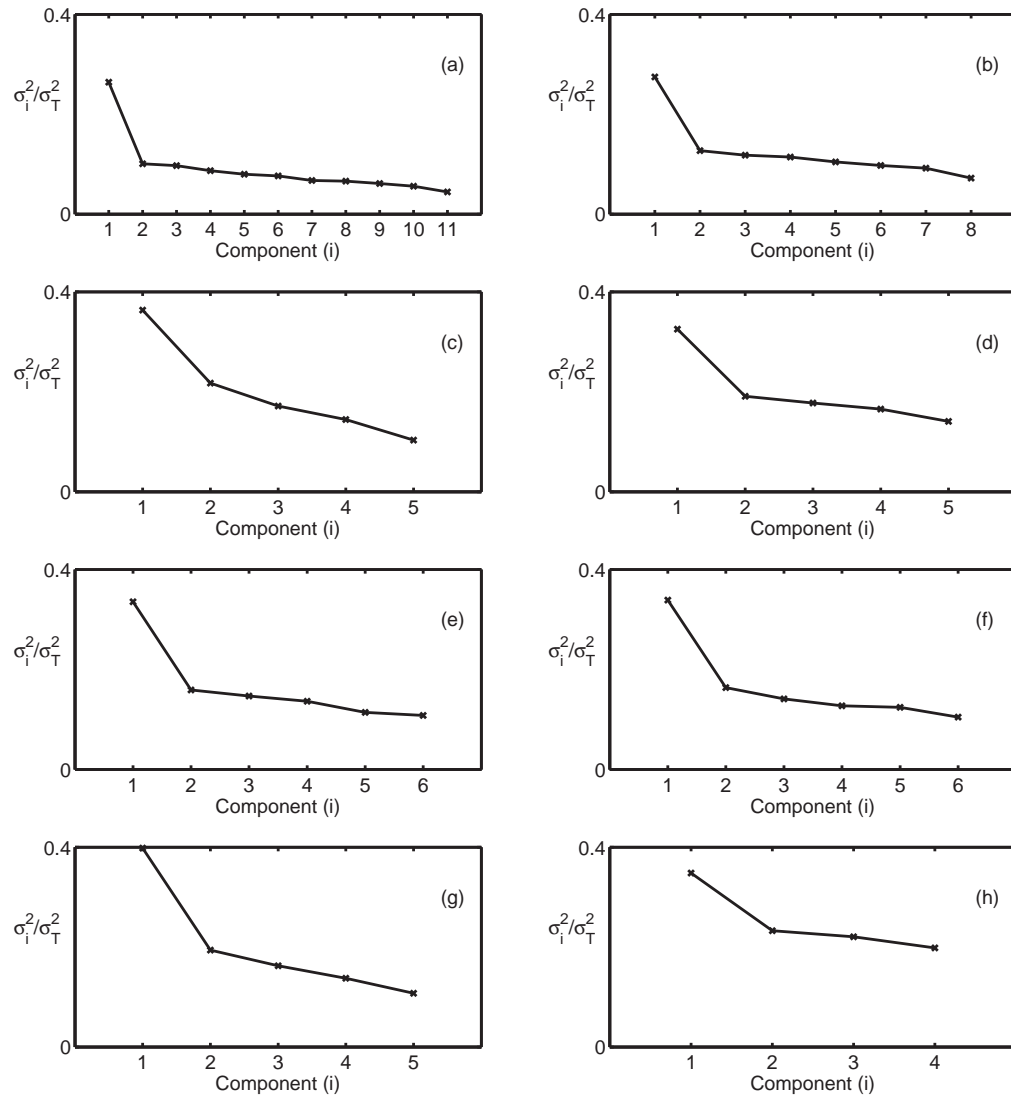 0.4
(a)
σ_i^2/σ_T^2
0
1 2 3 4 5 6 7 8 9 10 11
Component (i)
0.4
(b)
σ_i^2/σ_T^2
0
1 2 3 4 5 6 7 8
Component (i)
0.4
(c)
σ_i^2/σ_T^2
0
1 2 3 4 5
Component (i)
0.4
(d)
σ_i^2/σ_T^2
0
1 2 3 4 5
Component (i)
0.4
(e)
σ_i^2/σ_T^2
0
1 2 3 4 5 6
Component (i)
0.4
(f)
σ_i^2/σ_T^2
0
1 2 3 4 5 6
Component (i)
0.4
(g)
σ_i^2/σ_T^2
0
1 2 3 4 5
Component (i)
0.4
(h)
σ_i^2/σ_T^2
0
1 2 3 4
Component (i)